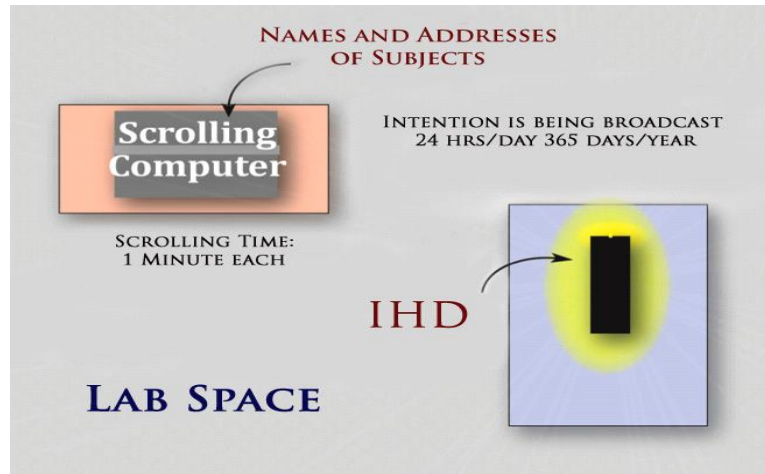 Names and Addresses
of Subjects
Scrolling
Computer
Intention is being broadcast
24 hrs/day 365 days/year
Scrolling Time:
1 Minute each
IHD
Lab Space